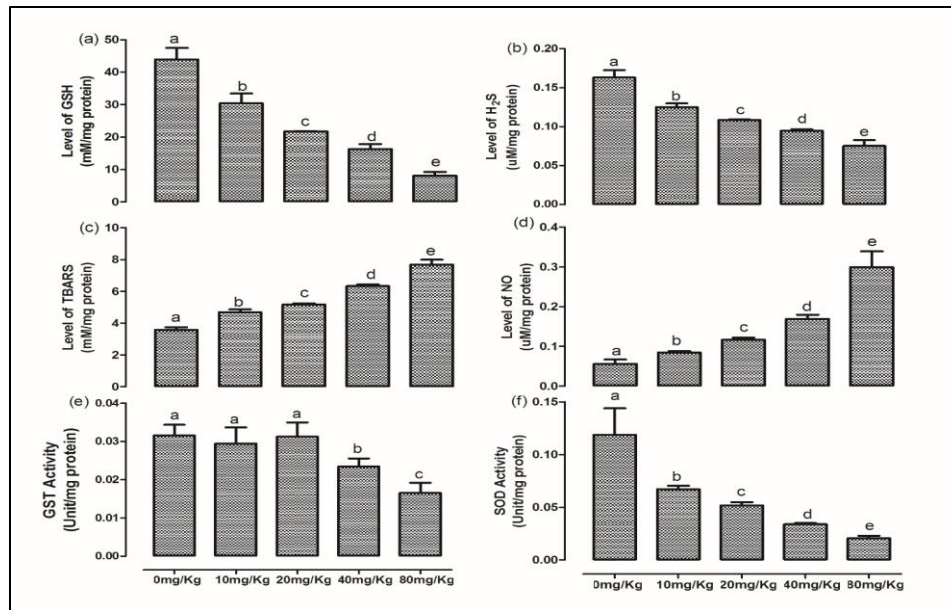 (a)
Level of GSH
(mM/mg protein)
50
40
30
20
10
0
a
b
c
d
e
(b)
Level of H2S
(uM/mg protein)
0.20
0.15
0.10
0.05
0.00
a
b
c
d
e
(c)
Level of TBARS
(mM/mg protein)
10
8
6
4
2
0
a
b
c
d
e
(d)
Level of NO
(uM/mg protein)
0.4
0.3
0.2
0.1
0.0
a
b
c
d
e
(e)
GST Activity
(Unit/mg protein)
0.04
0.03
0.02
0.01
0.00
a
a
a
b
c
0mg/Kg 10mg/Kg 20mg/Kg 40mg/Kg 80mg/Kg
(f)
SOD Activity
(Unit/mg protein)
0.15
0.10
0.05
0.00
a
b
c
d
e
0mg/Kg 10mg/Kg 20mg/Kg 40mg/Kg 80mg/Kg